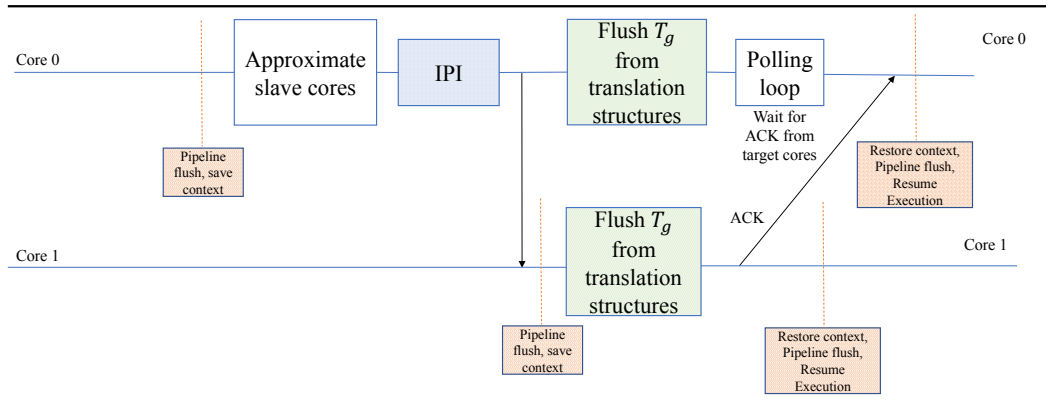 Core 0
Approximate
slave cores
IPI
Flush T_g
from
translation
structures
Polling
loop
Wait for
ACK from
target cores
Core 0
Pipeline
flush, save
context
Restore context,
Pipeline flush,
Resume
Execution
Core 1
Flush T_g
from
translation
structures
ACK
Core 1
Pipeline
flush, save
context
Restore context,
Pipeline flush,
Resume
Execution